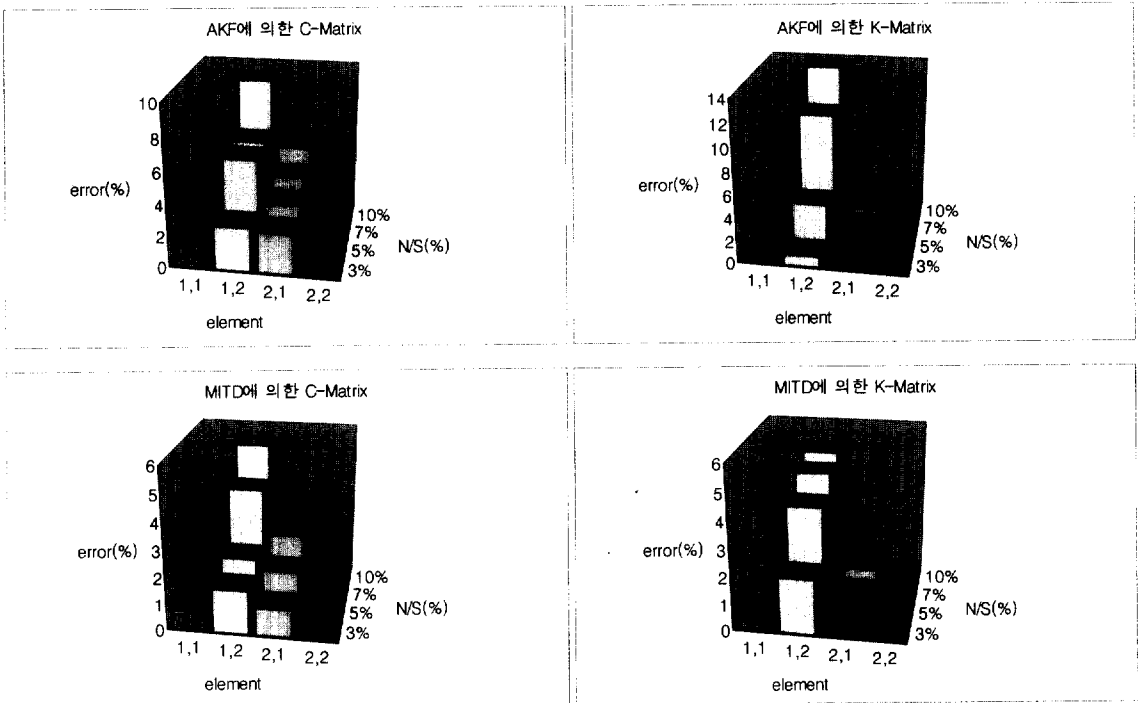 AKF에 의한 C-Matrix
10
8
6
4
2
0
error(%)
10%
7%
5%
3%
N/S(%)
1,1 1,2 2,1 2,2
element
AKF에 의한 K-Matrix
14
12
10
8
6
4
2
0
error(%)
10%
7%
5%
3%
N/S(%)
1,1 1,2 2,1 2,2
element
MITD에 의한 C-Matrix
6
5
4
3
2
1
0
error(%)
10%
7%
5%
3%
N/S(%)
1,1 1,2 2,1 2,2
element
MITD에 의한 K-Matrix
6
5
4
3
2
1
0
error(%)
10%
7%
5%
3%
N/S(%)
1,1 1,2 2,1 2,2
element